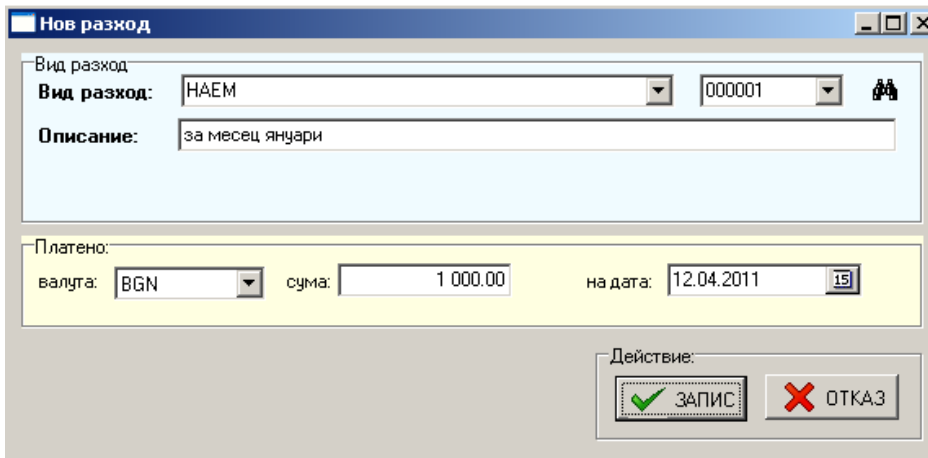 Нов разход
Вид разход
Вид разход: НАЕМ 000001
Описание: за месец януари
Платено:
валута: BGN сума: 1 000.00 на дата: 12.04.2011 15
Действие:
ЗАПИС ОТКАЗ